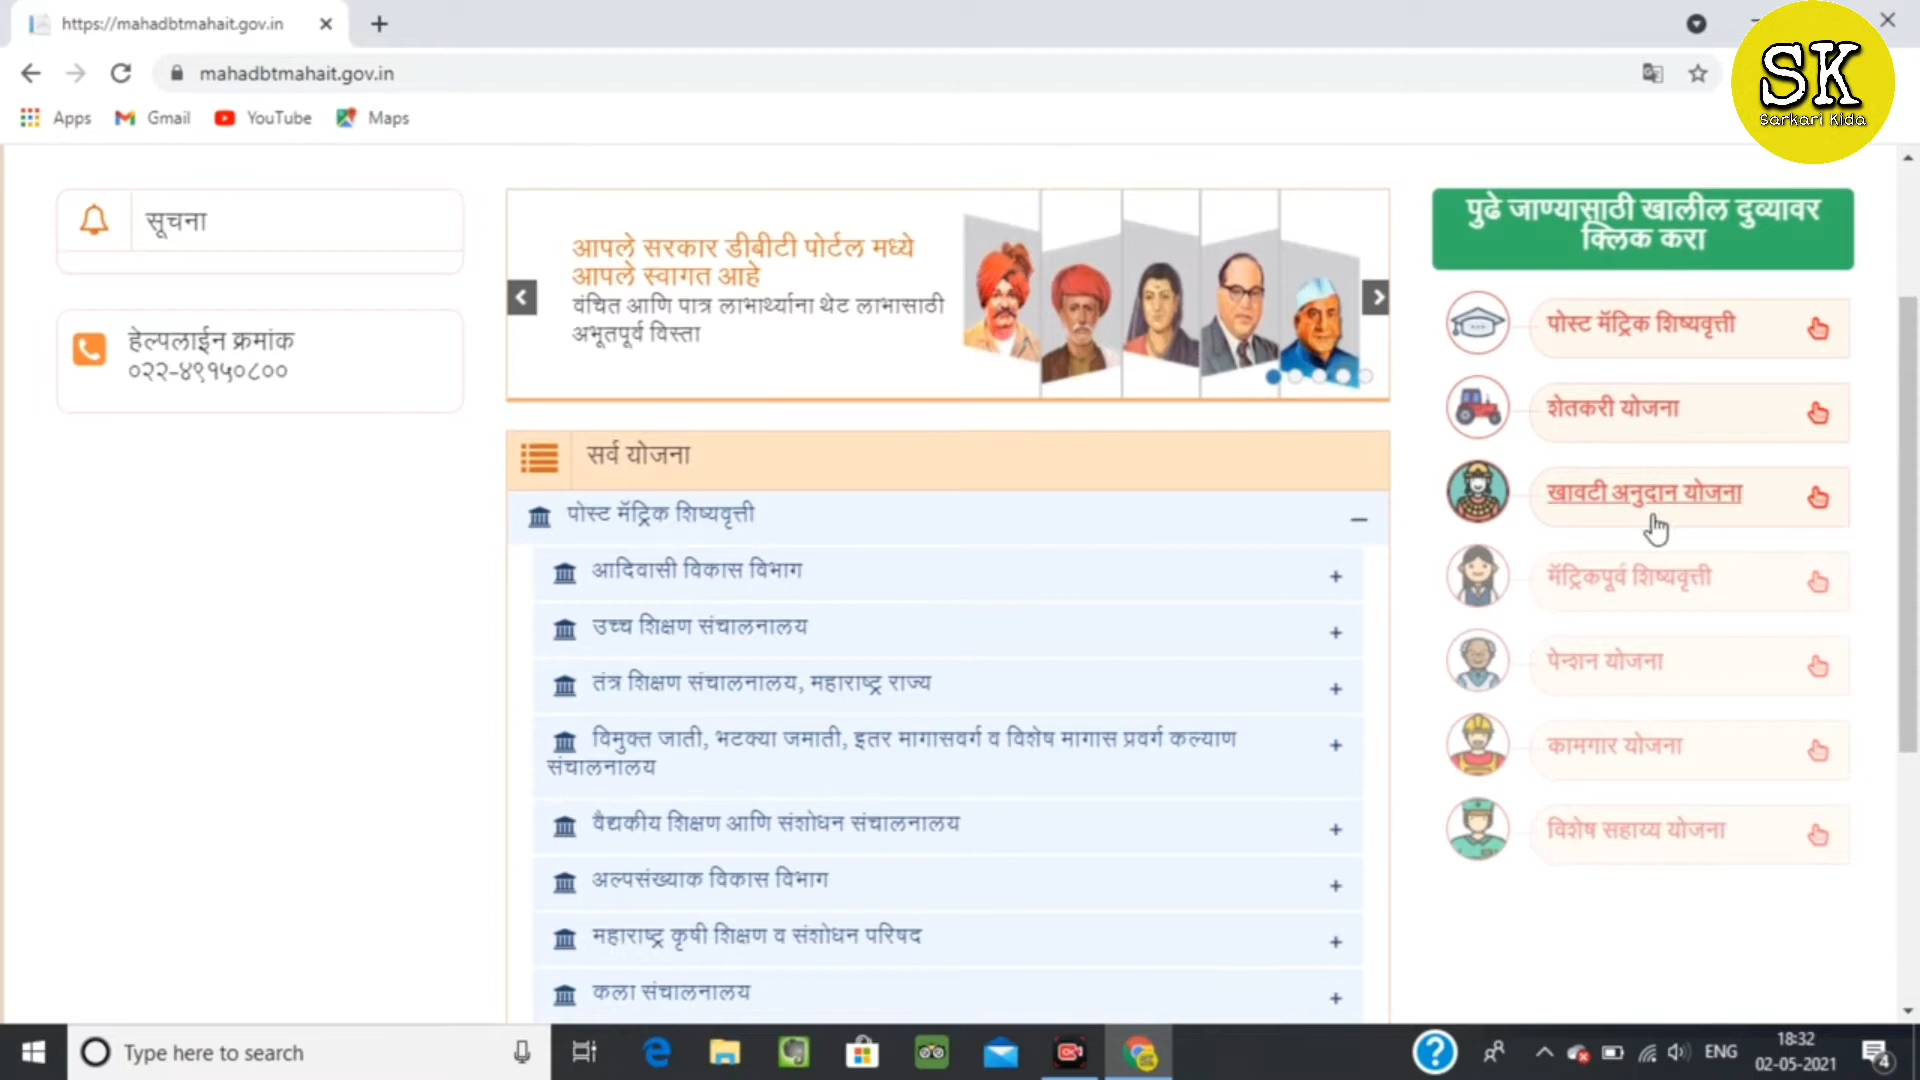 https://mahadbtmahait.gov.in
mahadbtmahait.gov.in
Apps Gmail YouTube Maps
SK
Sarkari Kida
सूचना
हेल्पलाईन क्रमांक
०२२-४९१५०८००
आपले सरकार डीबीटी पोर्टल मध्ये
आपले स्वागत आहे
वंचित आणि पात्र लाभार्थ्याना थेट लाभासाठी
अभूतपूर्व विस्ता
सर्व योजना
पोस्ट मॅट्रिक शिष्यवृत्ती
आदिवासी विकास विभाग
उच्च शिक्षण संचालनालय
तंत्र शिक्षण संचालनालय, महाराष्ट्र राज्य
विमुक्त जाती, भटक्या जमाती, इतर मागासवर्ग व विशेष मागास प्रवर्ग कल्याण
संचालनालय
वैद्यकीय शिक्षण आणि संशोधन संचालनालय
अल्पसंख्याक विकास विभाग
महाराष्ट्र कृषी शिक्षण व संशोधन परिषद
कला संचालनालय
पुढे जाण्यासाठी खालील दुव्यावर
क्लिक करा
पोस्ट मॅट्रिक शिष्यवृत्ती
शेतकरी योजना
खावटी अनुदान योजना
मॅट्रिकपूर्व शिष्यवृत्ती
पेन्शन योजना
कामगार योजना
विशेष सहाय्य योजना
Type here to search
ENG
18:32
02-05-2021
4